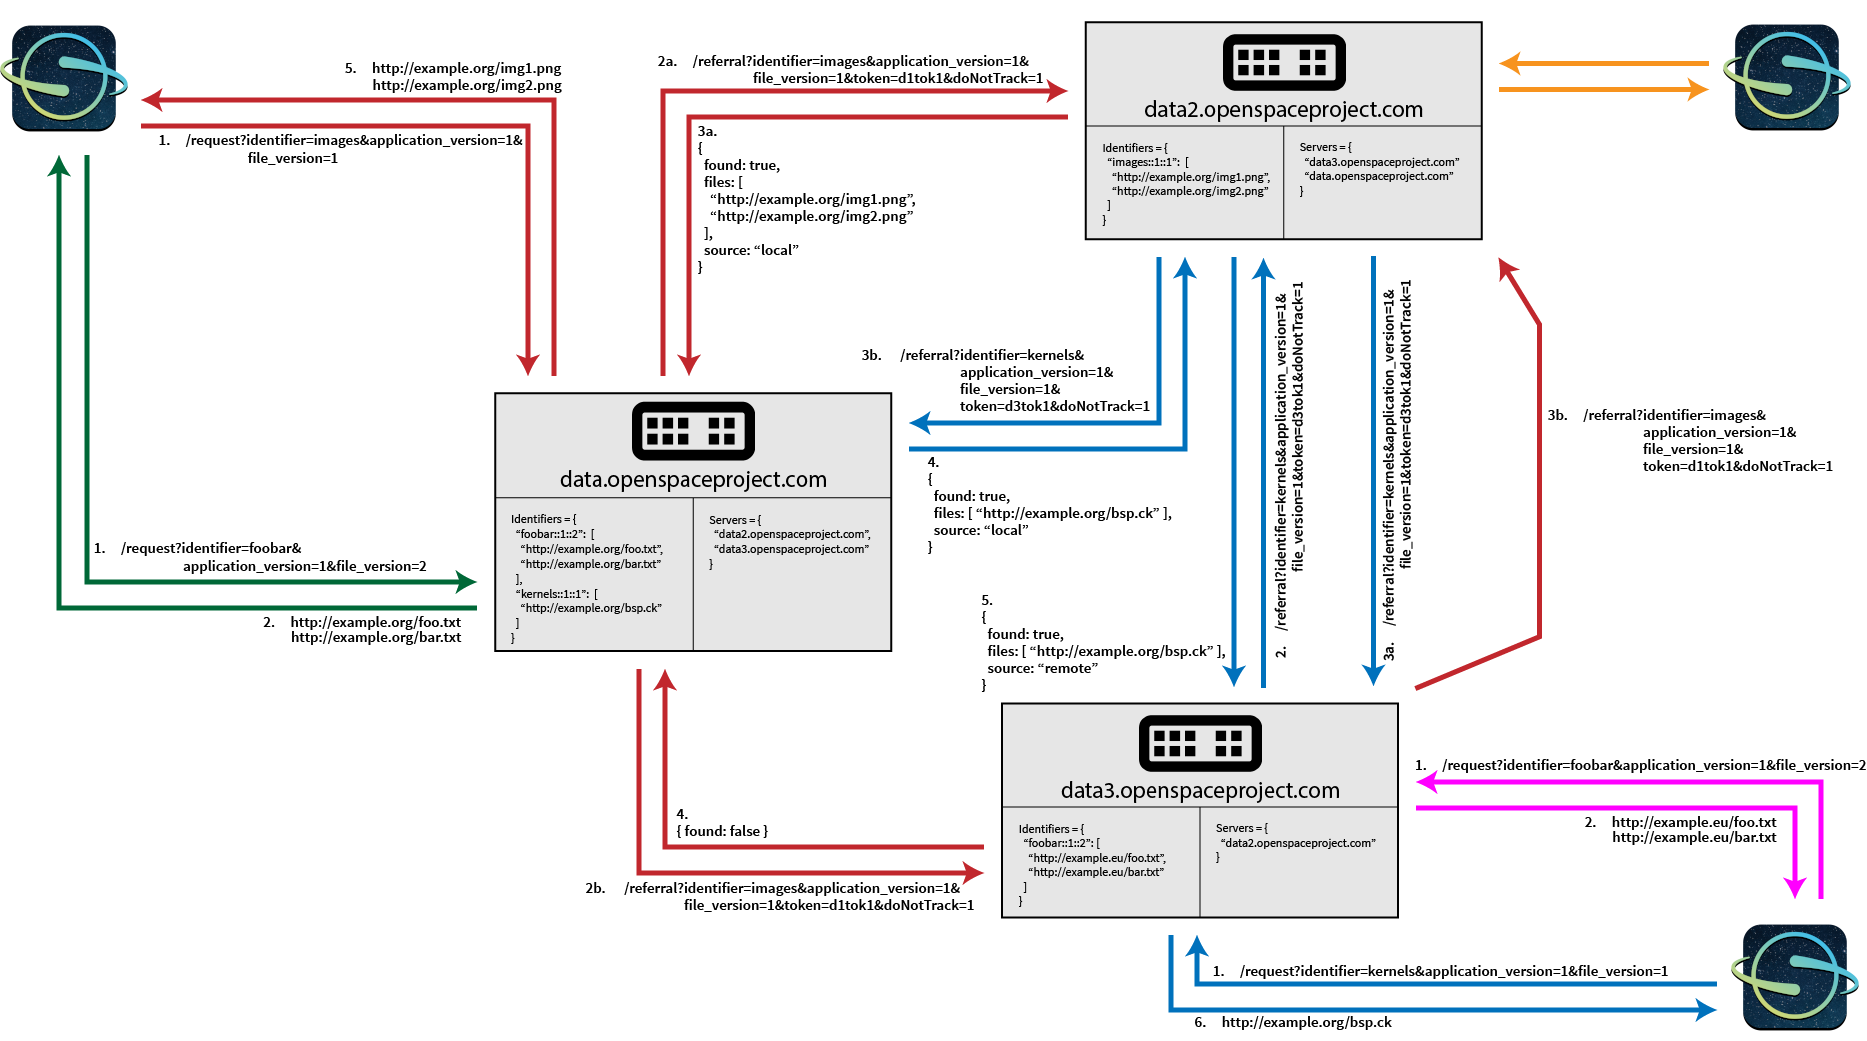 5. http://example.org/img1.png
http://example.org/img2.png
1. /request?identifier=images&application_version=1&
file_version=1
2a. /referral?identifier=images&application_version=1&
file_version=1&token=d1tok1&doNotTrack=1
3a.
{
found: true,
files: [
“http://example.org/img1.png”,
“http://example.org/img2.png”
],
source: “local”
}
data2.openspaceproject.com
Identifiers = {
“images::1::1”: [
“http://example.org/img1.png”,
“http://example.org/img2.png”
]
}
Servers = {
“data3.openspaceproject.com”
“data.openspaceproject.com”
}
3b. /referral?identifier=kernels&
application_version=1&
file_version=1&
token=d3tok1&doNotTrack=1
4.
{
found: true,
files: [ “http://example.org/bsp.ck” ],
source: “local”
}
2. /referral?identifier=kernels&application_version=1&
file_version=1&token=d3tok1&doNotTrack=1
3a. /referral?identifier=kernels&application_version=1&
file_version=1&token=d3tok1&doNotTrack=1
3b. /referral?identifier=images&
application_version=1&
file_version=1&
token=d1tok1&doNotTrack=1
data.openspaceproject.com
Identifiers = {
“foobar::1::2”: [
“http://example.org/foo.txt”,
“http://example.org/bar.txt”
],
“kernels::1::1”: [
“http://example.org/bsp.ck”
]
}
Servers = {
“data2.openspaceproject.com”,
“data3.openspaceproject.com”
}
1. /request?identifier=foobar&
application_version=1&file_version=2
2. http://example.org/foo.txt
http://example.org/bar.txt
5.
{
found: true,
files: [ “http://example.org/bsp.ck” ],
source: “remote”
}
data3.openspaceproject.com
Identifiers = {
“foobar::1::2”: [
“http://example.eu/foo.txt”,
“http://example.eu/bar.txt”
]
}
Servers = {
“data2.openspaceproject.com”
}
4.
{ found: false }
2b. /referral?identifier=images&application_version=1&
file_version=1&token=d1tok1&doNotTrack=1
1. /request?identifier=foobar&application_version=1&file_version=2
2. http://example.eu/foo.txt
http://example.eu/bar.txt
1. /request?identifier=kernels&application_version=1&file_version=1
6. http://example.org/bsp.ck